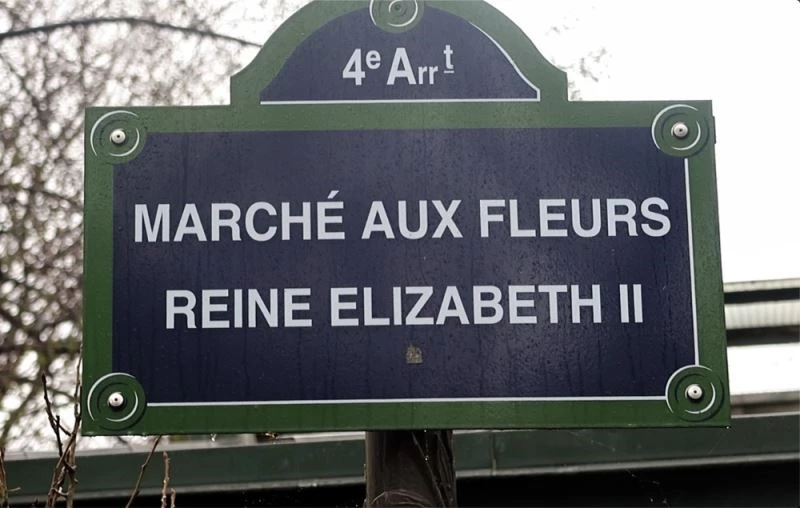 4e Arrt
MARCHÉ AUX FLEURS
REINE ELIZABETH II